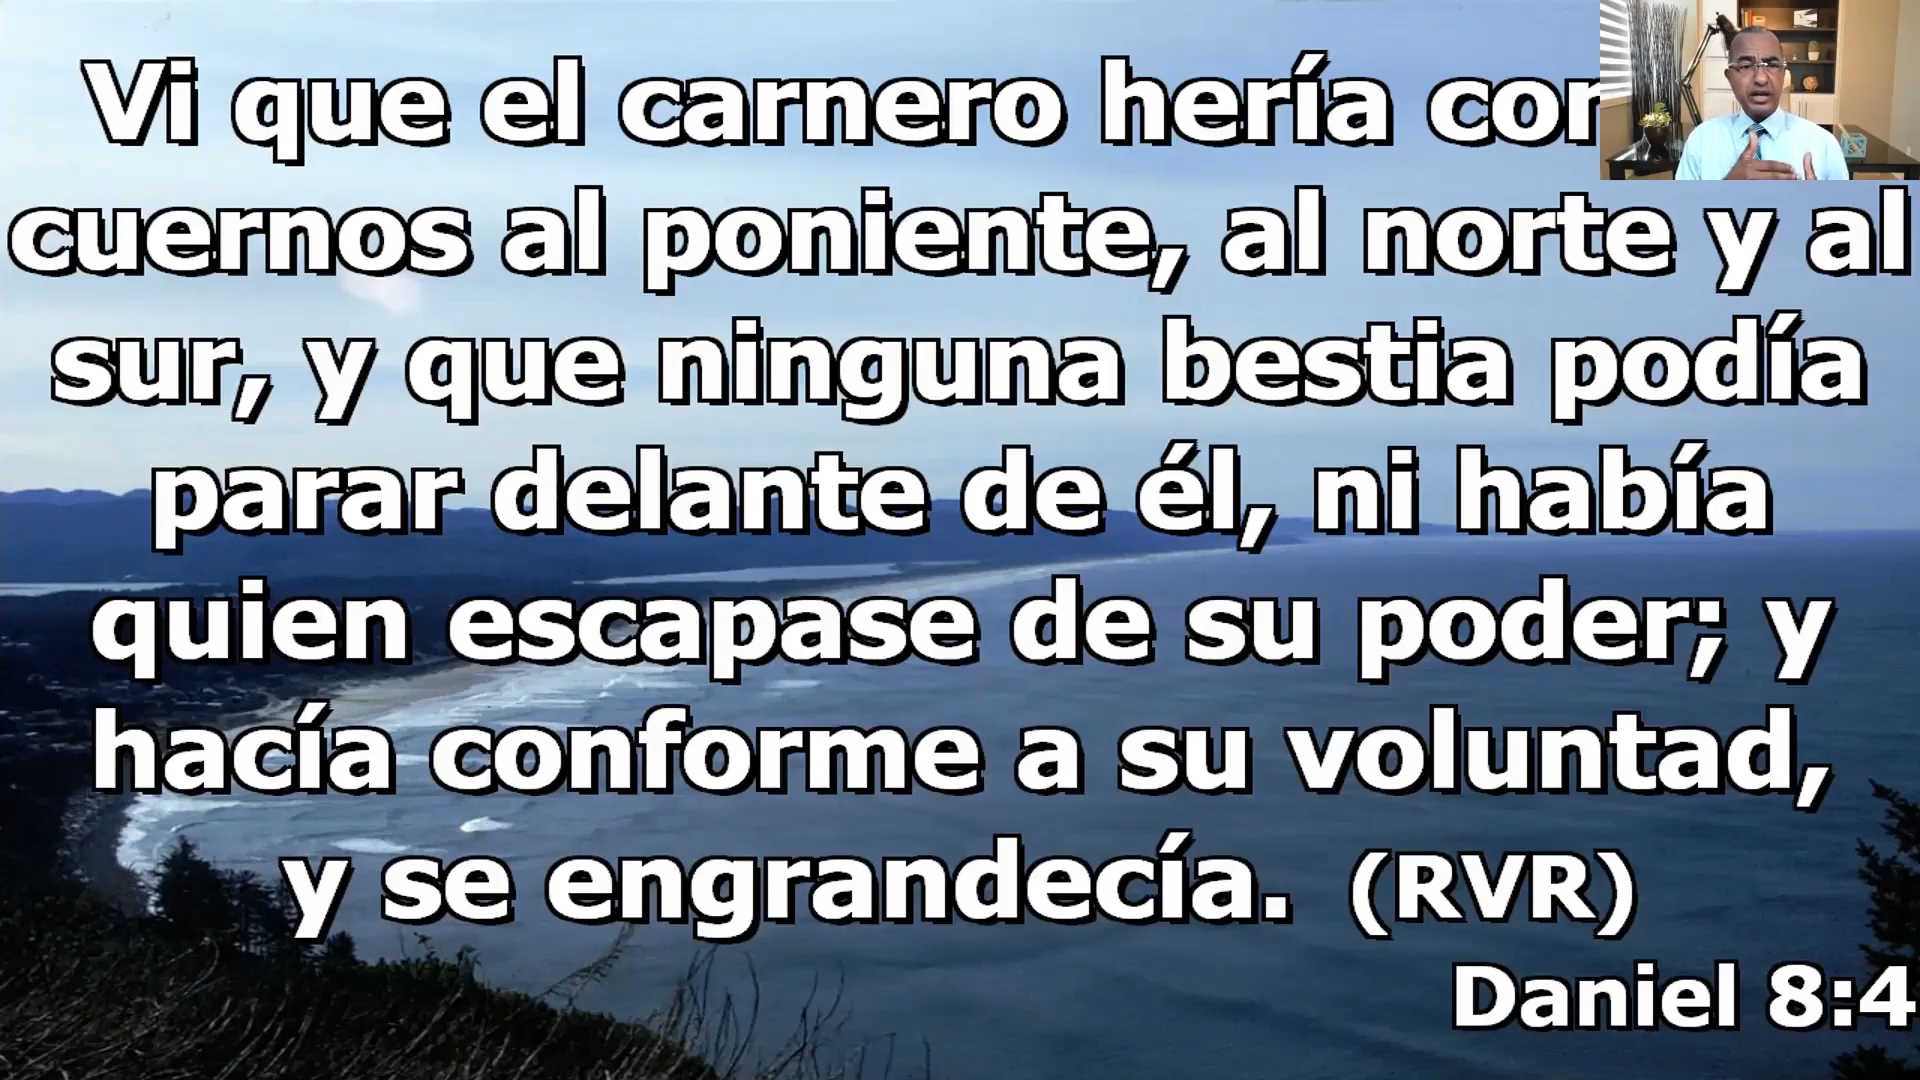 Vi que el carnero hería con
cuernos al poniente, al norte y al
sur, y que ninguna bestia podía
parar delante de él, ni había
quien escapase de su poder; y
hacía conforme a su voluntad,
y se engrandecía. (RVR)
Daniel 8:4